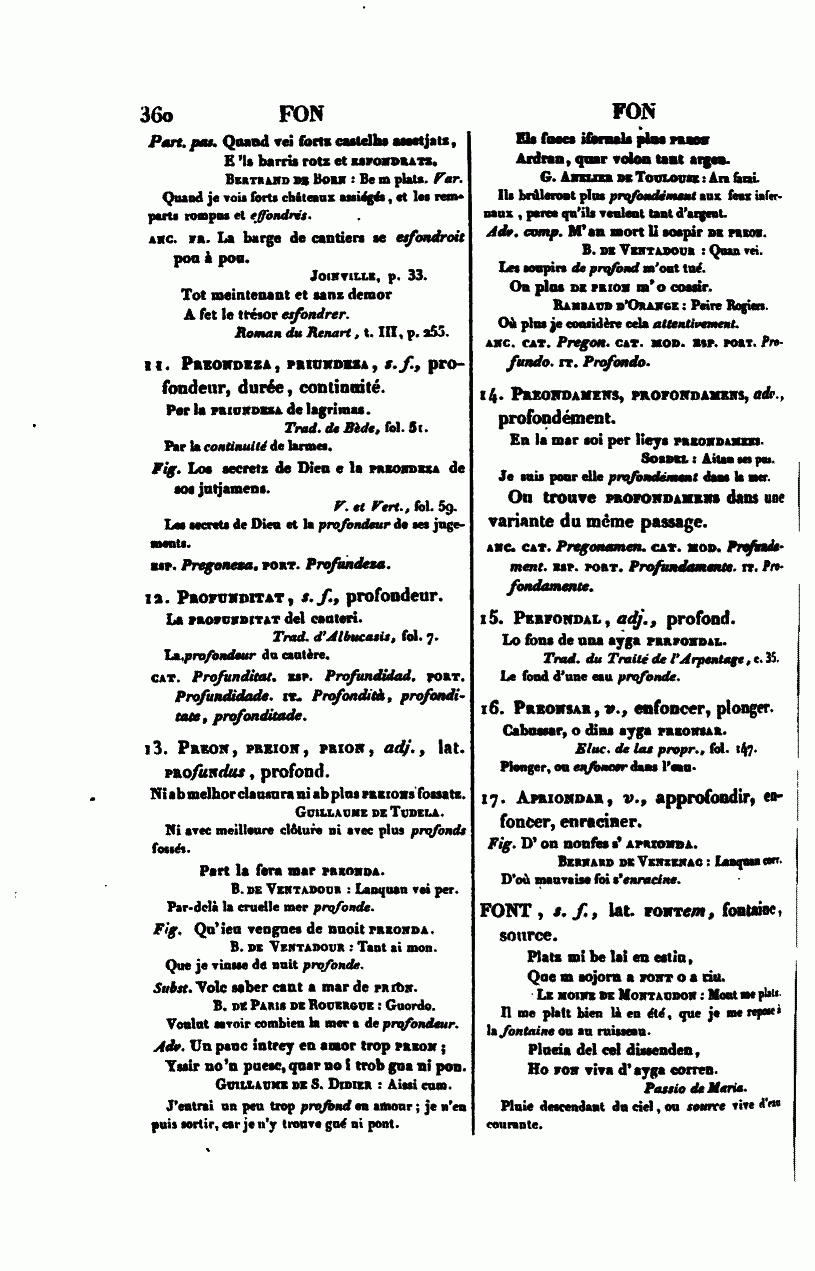 360 FON
FON
Part. pas. Quand vei fortz castelhs assetjatz,
E 'ls barris rotz et ESFONDRATZ.
BERTRAND DE BORN : Be m plats. Var.
Quand je vois forts châteaux assiégés, et les rem-
parts rompus et effondrés.
ANC. FR. La barge de cantiers se esfondroit
pou à pou.
JOINVILLE, p. 33.
Tot meintenant et sanz demor
A fet le trésor esfondrer.
Roman du Renart, t. III, p. 255.
11. PREONDEZA, PRIUNDEZA, s. f., pro-
fondeur, durée, continuité.
Per la PRIUNDEZA de lagrimas.
Trad. de Bède, fol. 51.
Par la continuité de larmes.
Fig. Los secretz de Dieu e la PREONDEZA de
sos jutjamens.
V. et Vert., fol. 59.
Les secrets de Dieu et la profondeur de ses juge-
ments.
ESP. Pregoneza. PORT. Profundeza.
12. PROFUNDITAT, s. f., profondeur.
La PROFUNDITAT del cauteri.
Trad. d'Albucasis, fol. 7.
La profondeur du cautère.
CAT. Profunditat. ESP. Profundidad. PORT.
Profundidade. IT. Profondità, profondi-
tate, profonditade.
13. PREON, PREION, PRION, adj., lat.
PROfundus, profond.
Ni ab melhor clausura ni ab plus PREIONS fossatz.
GUILLAUME DE TUDELA.
Ni avec meilleure clôture ni avec plus profonds
fossés.
Part la fera mar PREONDA.
B. DE VENTADOUR : Lanquan vei per.
Par-delà la cruelle mer profonde.
Fig. Qu'ieu vengues de nuoit PREONDA.
B. DE VENTADOUR : Tant ai mon.
Que je vinsse de nuit profonde.
Subst. Volc saber cant a mar de PRION.
B. DE PARIS DE ROUERGUE : Guordo.
Voulut savoir combien la mer a de profondeur.
Adv. Un pauc intrey en amor trop PREON;
Yssir no'n puesc, quar no i trob gua ni pon.
GUILLAUME DE S. DIDIER : Aissi cum.
J'entrai un peu trop profond en amour; je n'en
puis sortir, car je n'y trouve gué ni pont.
Els fuecs ifernals plus PREON
Ardran, quar volon tant argen.
G. ANELIER DE TOULOUSE : Ara fani.
Ils brûleront plus profondément aux feux infer-
naux, parce qu'ils veulent tant d'argent.
Adv. comp. M'an mort li sospir DE PREON.
B. DE VENTADOUR : Quan vei.
Les soupirs de profond m'ont tué.
On plus DE PRION m'o cossir.
RAMBAUD D'ORANGE : Peire Rogiers.
Où plus je considère cela attentivement.
ANC. CAT. Pregon. CAT. MOD. ESP. PORT. Pro-
fundo. IT. Profondo.
14. PREONDAMENS, PROFONDAMENS, adv.,
profondément.
En la mar soi per lieys PREONDAMENS.
SORDEL : Aitan ses pus.
Je suis pour elle profondément dans la mer.
On trouve PROFONDAMENS dans une
variante du même passage.
ANC. CAT. Pregonamen. CAT. MOD. Profunda-
ment. ESP. PORT. Profundamente. IT. Pro-
fondamente.
15. PERFONDAL, adj., profond.
Lo fons de una ayga PERFONDAL.
Trad. du Traité de l'Arpentage, c. 35.
Le fond d'une eau profonde.
16. PREONSAR, v., enfoncer, plonger.
Cabussar, o dins ayga PREONSAR.
Eluc. de las propr., fol. 147.
Plonger, ou enfoncer dans l'eau.
17. APRIONDAR, v., approfondir, en-
foncer, enraciner.
Fig. D'on nonfes s'APRIONDA.
BERNARD DE VENZENAC : Lanquan corr.
D'où mauvaise foi s'enracine.
FONT, s. f., lat. FONTem, fontaine,
source.
Platz mi be lai en estiu,
Que m sojorn a FONT o a riu.
LE MOINE DE MONTAUDON : Mout me plats.
Il me plaît bien là en été, que je me repose à
la fontaine ou au ruisseau.
Plueia del cel dissenden,
Ho FON viva d'ayga corren.
Passio de Maria.
Pluie descendant du ciel, ou source vive d'eau
courante.